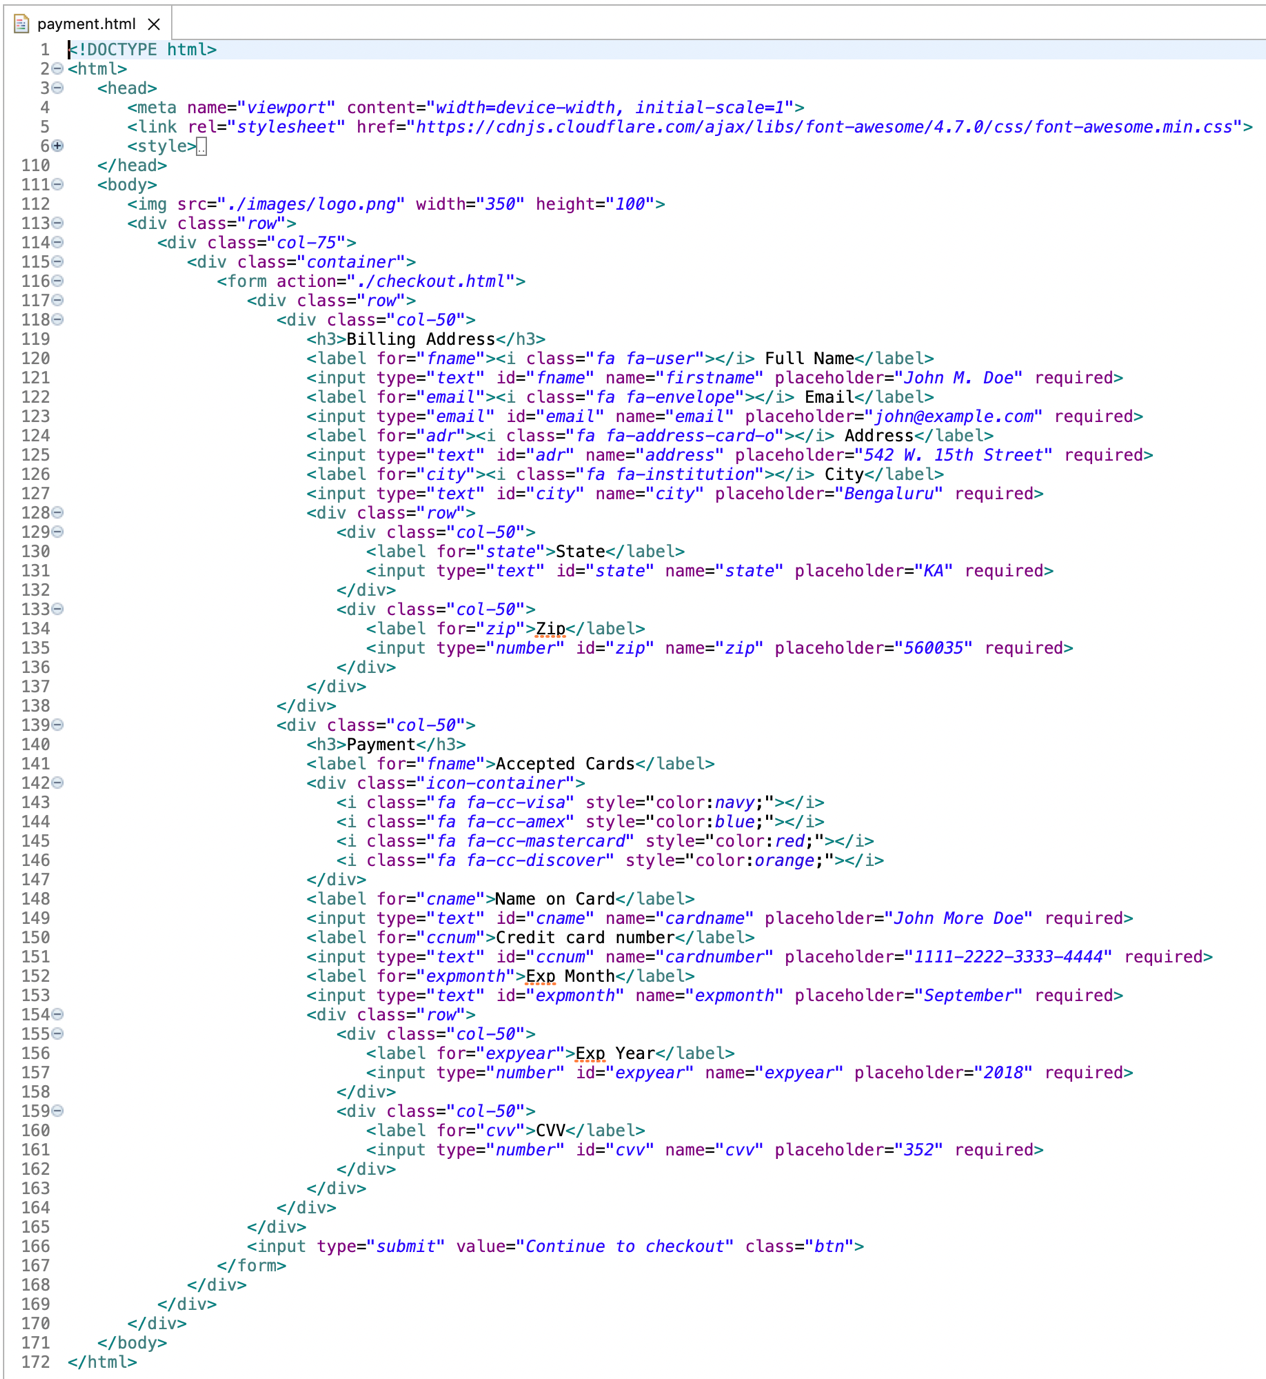 payment.html
1 <!DOCTYPE html>
2 <html>
3 <head>
4 <meta name="viewport" content="width=device-width, initial-scale=1">
5 <link rel="stylesheet" href="https://cdnjs.cloudflare.com/ajax/libs/font-awesome/4.7.0/css/font-awesome.min.css">
6 <style>..
110 </head>
111 <body>
112 <img src="./images/logo.png" width="350" height="100">
113 <div class="row">
114 <div class="col-75">
115 <div class="container">
116 <form action="./checkout.html">
117 <div class="row">
118 <div class="col-50">
119 <h3>Billing Address</h3>
120 <label for="fname"><i class="fa fa-user"></i> Full Name</label>
121 <input type="text" id="fname" name="firstname" placeholder="John M. Doe" required>
122 <label for="email"><i class="fa fa-envelope"></i> Email</label>
123 <input type="email" id="email" name="email" placeholder="john@example.com" required>
124 <label for="adr"><i class="fa fa-address-card-o"></i> Address</label>
125 <input type="text" id="adr" name="address" placeholder="542 W. 15th Street" required>
126 <label for="city"><i class="fa fa-institution"></i> City</label>
127 <input type="text" id="city" name="city" placeholder="Bengaluru" required>
128 <div class="row">
129 <div class="col-50">
130 <label for="state">State</label>
131 <input type="text" id="state" name="state" placeholder="KA" required>
132 </div>
133 <div class="col-50">
134 <label for="zip">Zip</label>
135 <input type="number" id="zip" name="zip" placeholder="560035" required>
136 </div>
137 </div>
138 </div>
139 <div class="col-50">
140 <h3>Payment</h3>
141 <label for="fname">Accepted Cards</label>
142 <div class="icon-container">
143 <i class="fa fa-cc-visa" style="color:navy;"></i>
144 <i class="fa fa-cc-amex" style="color:blue;"></i>
145 <i class="fa fa-cc-mastercard" style="color:red;"></i>
146 <i class="fa fa-cc-discover" style="color:orange;"></i>
147 </div>
148 <label for="cname">Name on Card</label>
149 <input type="text" id="cname" name="cardname" placeholder="John More Doe" required>
150 <label for="ccnum">Credit card number</label>
151 <input type="text" id="ccnum" name="cardnumber" placeholder="1111-2222-3333-4444" required>
152 <label for="expmonth">Exp Month</label>
153 <input type="text" id="expmonth" name="expmonth" placeholder="September" required>
154 <div class="row">
155 <div class="col-50">
156 <label for="expyear">Exp Year</label>
157 <input type="number" id="expyear" name="expyear" placeholder="2018" required>
158 </div>
159 <div class="col-50">
160 <label for="cvv">CVV</label>
161 <input type="number" id="cvv" name="cvv" placeholder="352" required>
162 </div>
163 </div>
164 </div>
165 </div>
166 <input type="submit" value="Continue to checkout" class="btn">
167 </form>
168 </div>
169 </div>
170 </div>
171 </body>
172 </html>